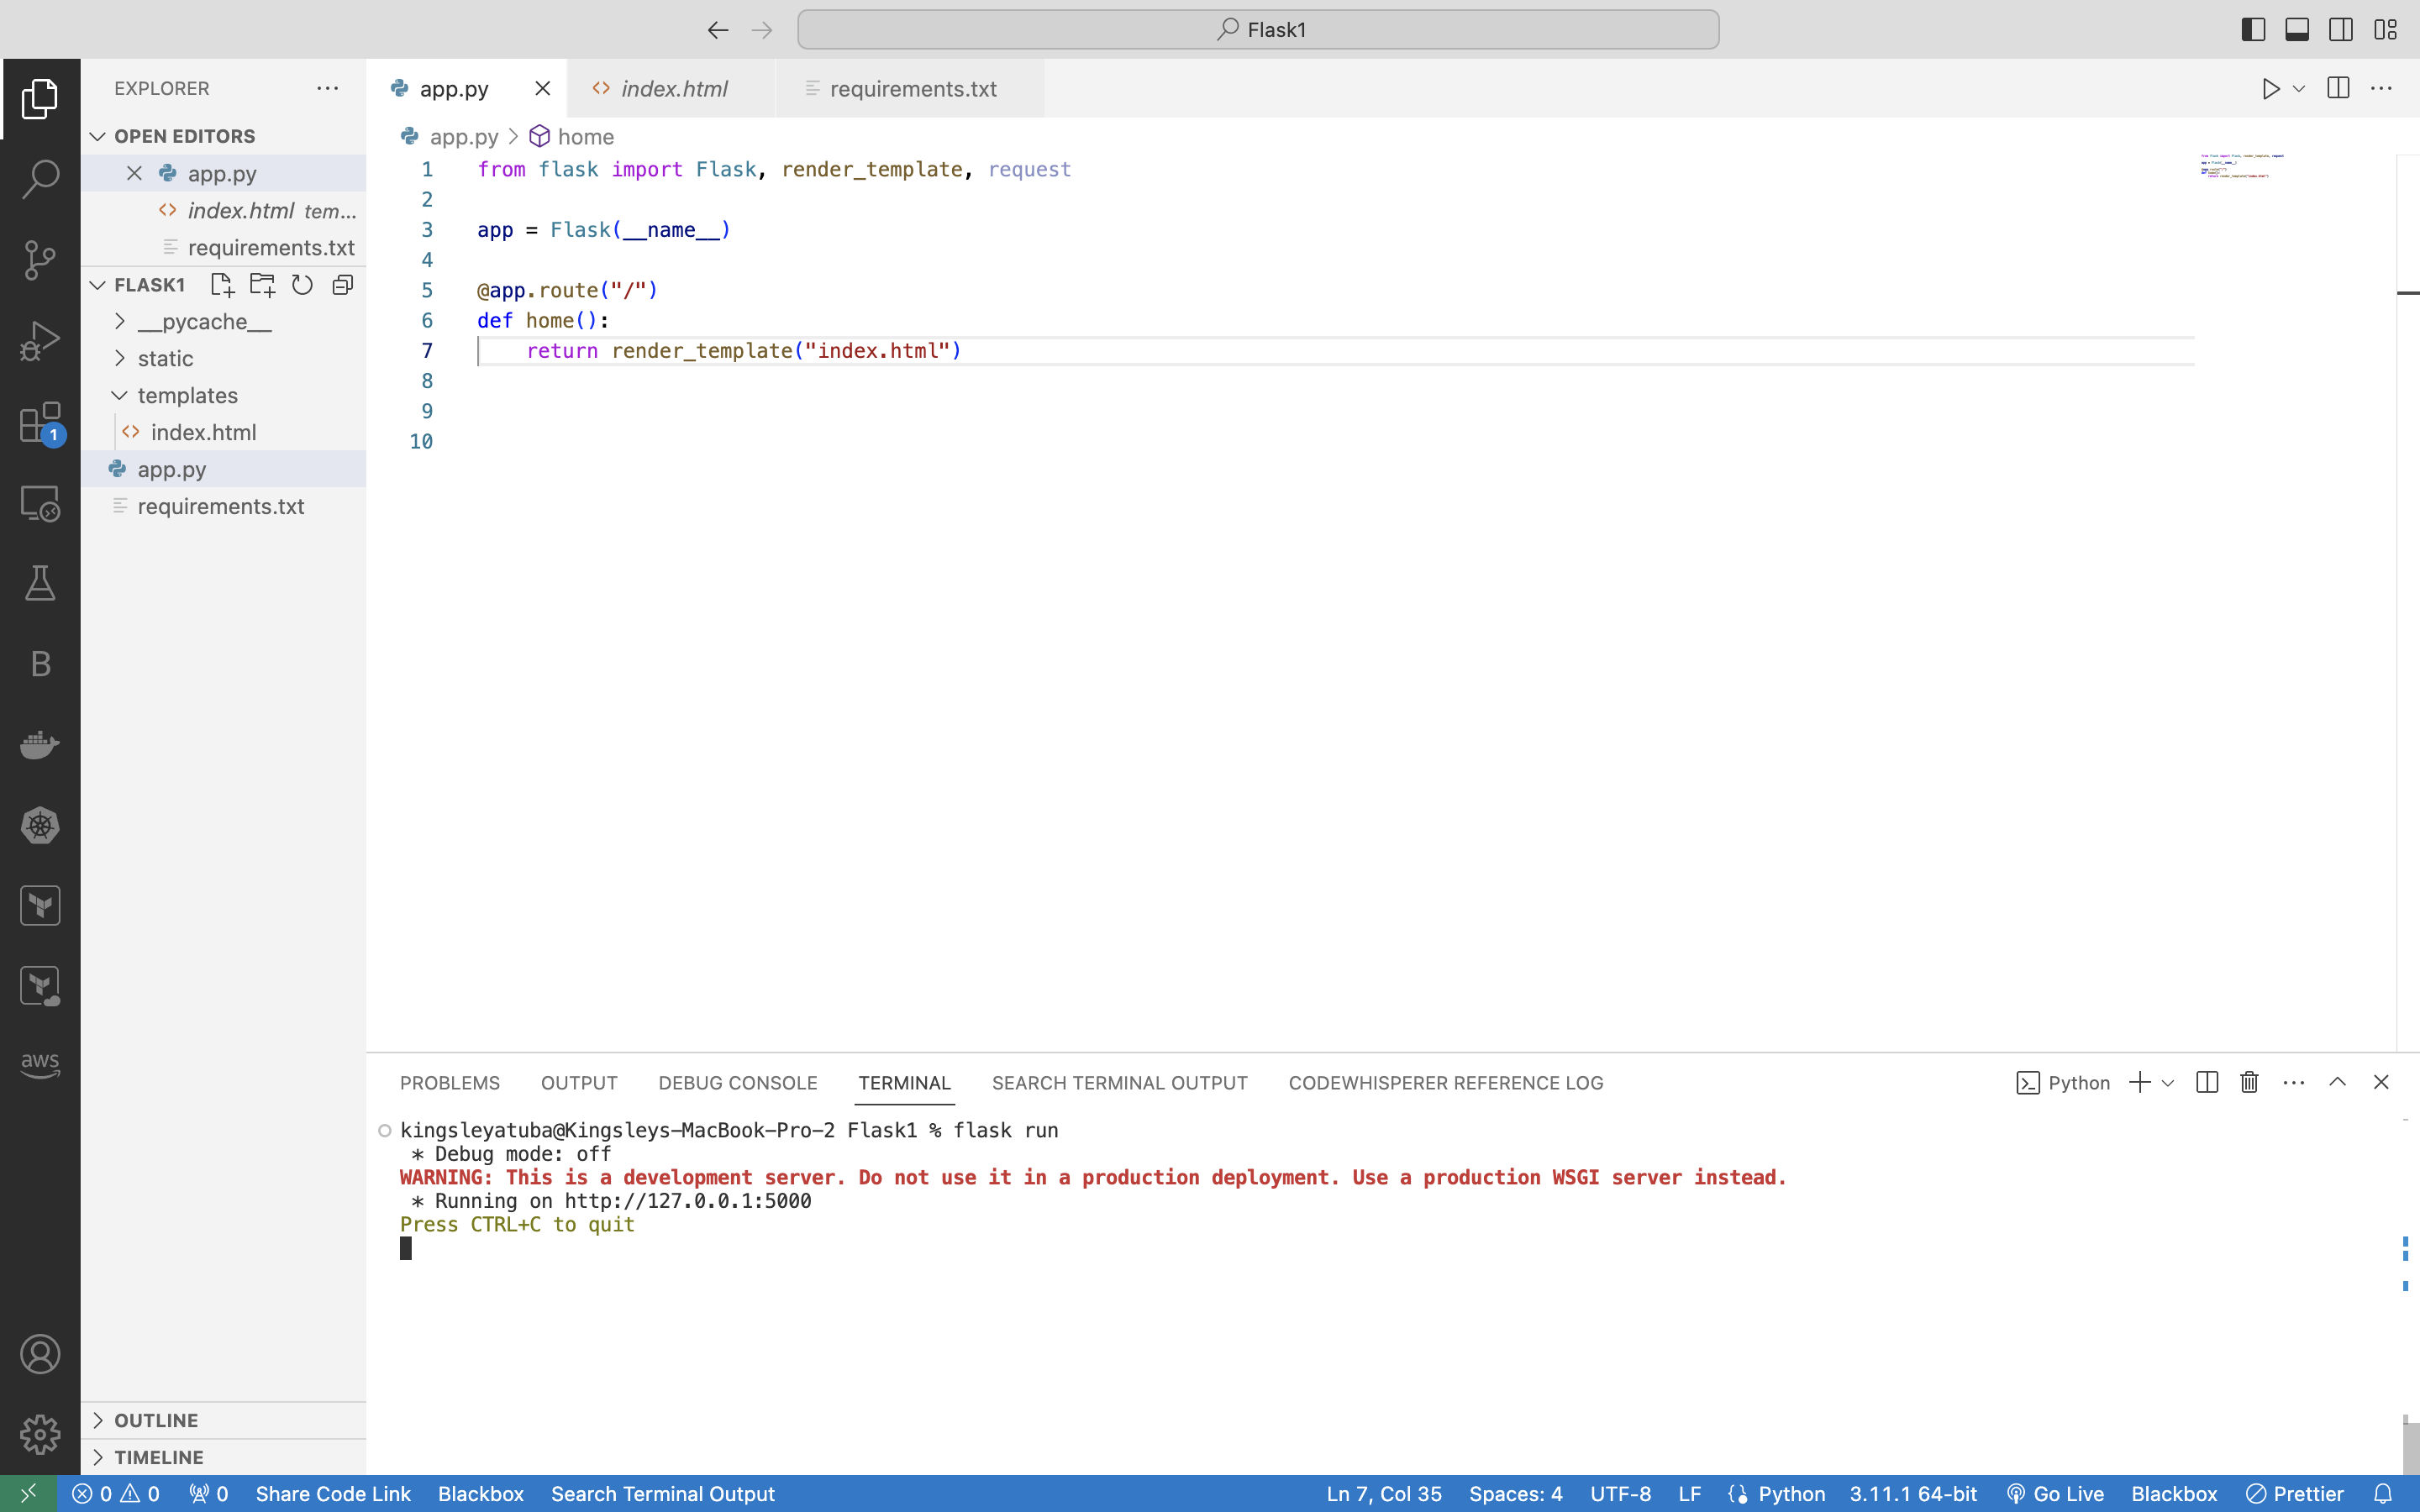 Flask1
EXPLORER
OPEN EDITORS
app.py
index.html tem...
requirements.txt
FLASK1
__pycache__
static
templates
index.html
app.py
requirements.txt
OUTLINE
TIMELINE
1
B
aws
app.py
index.html
requirements.txt
app.py > home
1 from flask import Flask, render_template, request
2
3 app = Flask(__name__)
4
5 @app.route("/")
6 def home():
7 return render_template("index.html")
8
9
10
PROBLEMS OUTPUT DEBUG CONSOLE TERMINAL SEARCH TERMINAL OUTPUT CODEWHISPERER REFERENCE LOG
Python
kingsleyatuba@Kingsleys-MacBook-Pro-2 Flask1 % flask run
* Debug mode: off
WARNING: This is a development server. Do not use it in a production deployment. Use a production WSGI server instead.
* Running on http://127.0.0.1:5000
Press CTRL+C to quit
0 0 0 Share Code Link Blackbox Search Terminal Output Ln 7, Col 35 Spaces: 4 UTF-8 LF Python 3.11.1 64-bit Go Live Blackbox Prettier